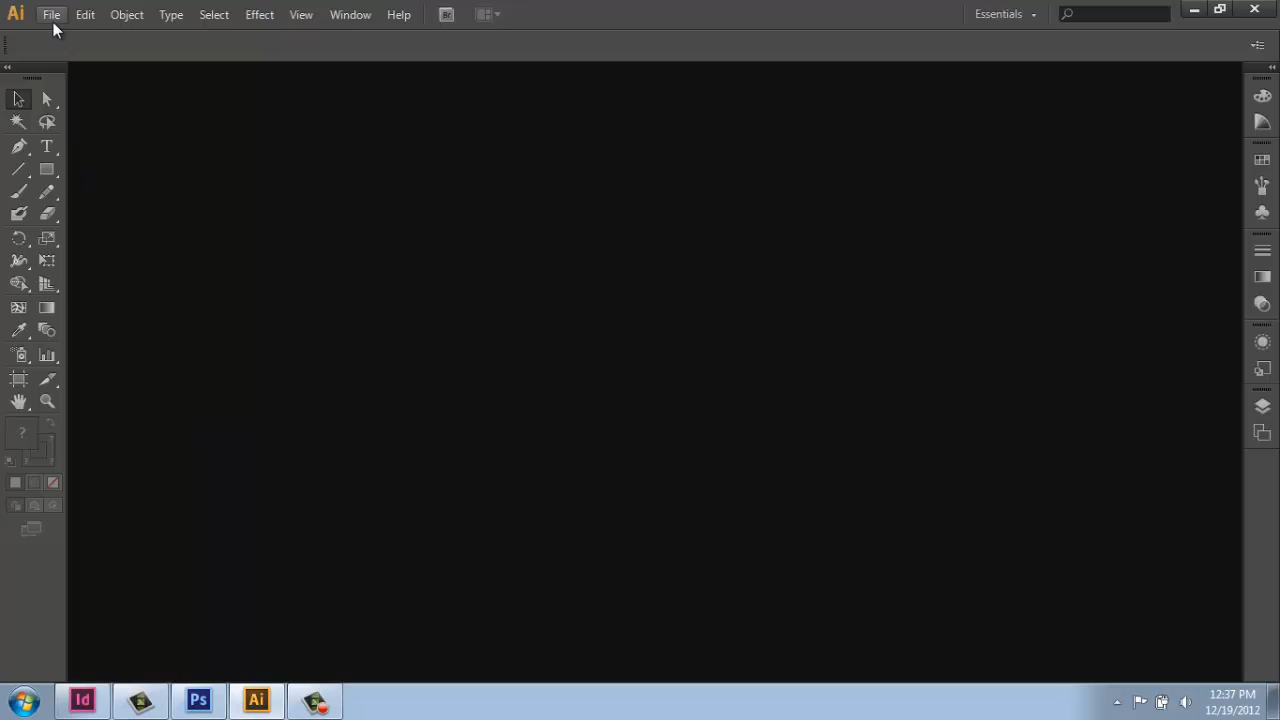 Ai File Edit Object Type Select Effect View Window Help Br Essentials
T
?
Id Ps Ai
12:37 PM
12/19/2012